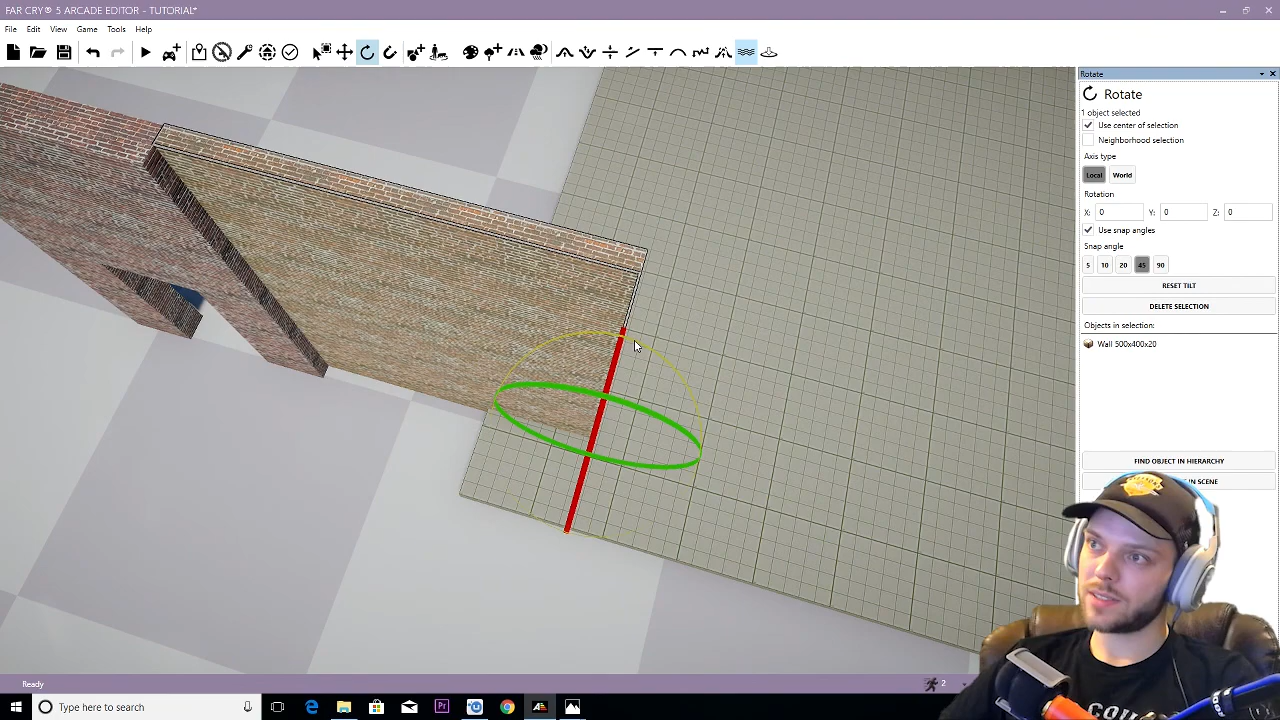 FAR CRY® 5 ARCADE EDITOR - TUTORIAL*
File Edit View Game Tools Help
Rotate
Rotate
1 object selected
Use center of selection
Neighborhood selection
Axis type
Local World
Rotation
X: 0 Y: 0 Z: 0
Use snap angles
Snap angle
5 10 20 45 90
RESET TILT
DELETE SELECTION
Objects in selection:
Wall 500x400x20
FIND OBJECT IN HIERARCHY
IN SCENE
Ready
2
Type here to search